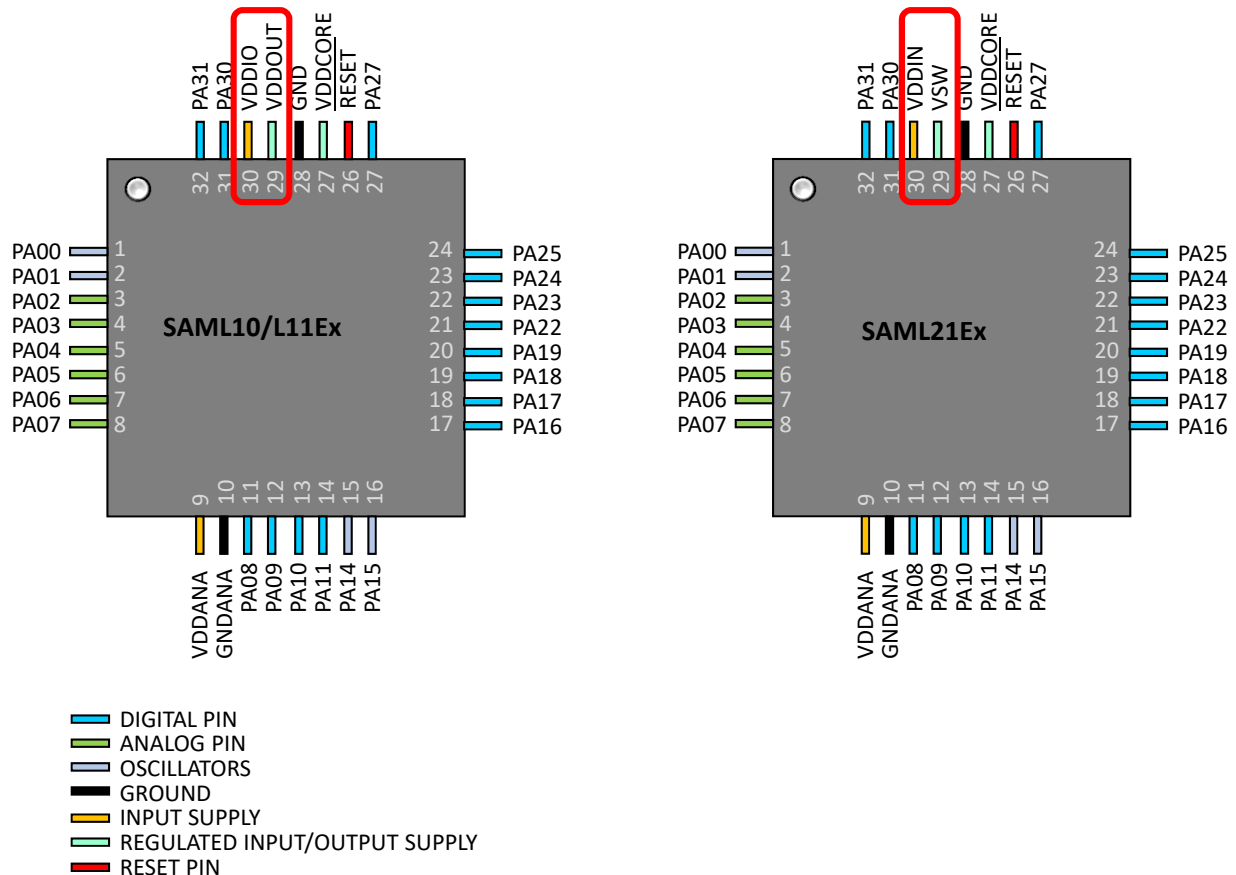 PA31
PA30
VDDIO
VDDOUT
GND
VDDCORE
RESET
PA27
32
31
30
29
28
27
26
27
PA00 1
PA01 2
PA02 3
PA03 4
PA04 5
PA05 6
PA06 7
PA07 8
SAML10/L11Ex
24 PA25
23 PA24
22 PA23
21 PA22
20 PA19
19 PA18
18 PA17
17 PA16
9
10
11
12
13
14
15
16
VDDANA
GNDANA
PA08
PA09
PA10
PA11
PA14
PA15
PA31
PA30
VDDIN
VSW
GND
VDDCORE
RESET
PA27
32
31
30
29
28
27
26
27
PA00 1
PA01 2
PA02 3
PA03 4
PA04 5
PA05 6
PA06 7
PA07 8
SAML21Ex
24 PA25
23 PA24
22 PA23
21 PA22
20 PA19
19 PA18
18 PA17
17 PA16
9
10
11
12
13
14
15
16
VDDANA
GNDANA
PA08
PA09
PA10
PA11
PA14
PA15
DIGITAL PIN
ANALOG PIN
OSCILLATORS
GROUND
INPUT SUPPLY
REGULATED INPUT/OUTPUT SUPPLY
RESET PIN